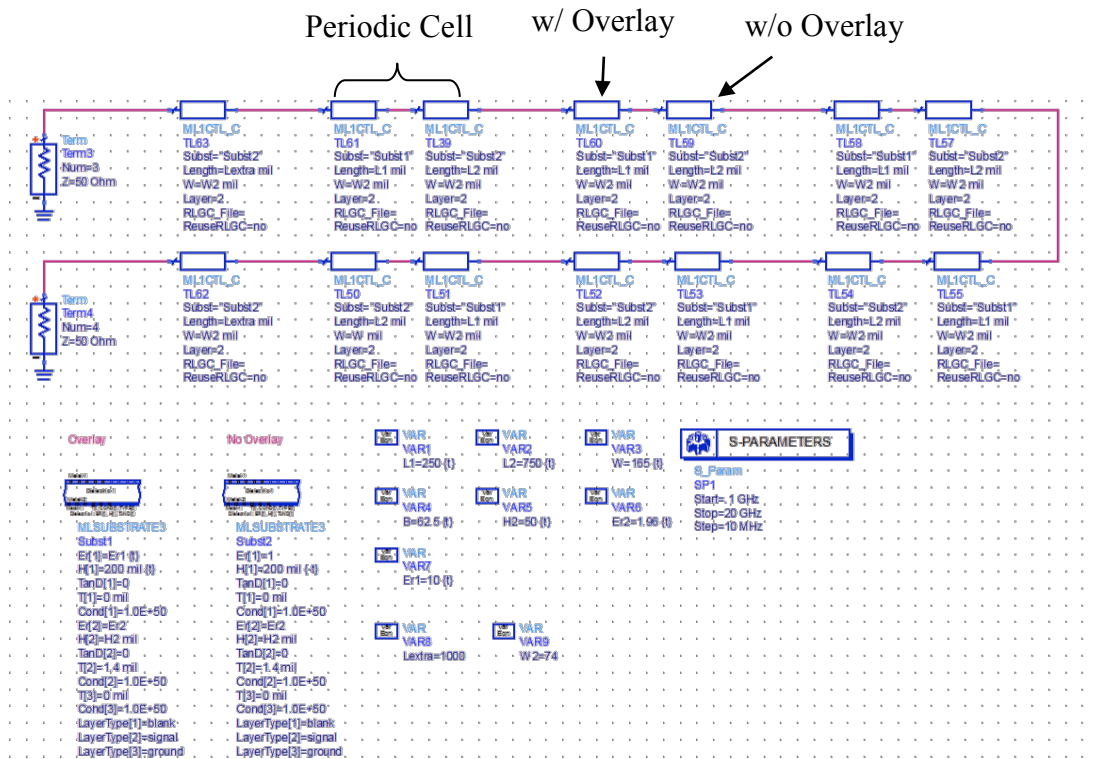 Periodic Cell
w/ Overlay
w/o Overlay
Term
Term3
Num=3
Z=50 Ohm
ML1CTL_C
TL63
Subst="Subst2"
Length=Lextra mil
W=W2 mil
Layer=2
RLGC_File=
ReuseRLGC=no
ML1CTL_C
TL61
Subst="Subst1"
Length=L1 mil
W=W2 mil
Layer=2
RLGC_File=
ReuseRLGC=no
ML1CTL_C
TL39
Subst="Subst2"
Length=L2 mil
W=W2 mil
Layer=2
RLGC_File=
ReuseRLGC=no
ML1CTL_C
TL60
Subst="Subst1"
Length=L1 mil
W=W2 mil
Layer=2
RLGC_File=
ReuseRLGC=no
ML1CTL_C
TL59
Subst="Subst2"
Length=L2 mil
W=W2 mil
Layer=2
RLGC_File=
ReuseRLGC=no
ML1CTL_C
TL58
Subst="Subst1"
Length=L1 mil
W=W2 mil
Layer=2
RLGC_File=
ReuseRLGC=no
ML1CTL_C
TL57
Subst="Subst2"
Length=L2 mil
W=W2 mil
Layer=2
RLGC_File=
ReuseRLGC=no
Term
Term4
Num=4
Z=50 Ohm
ML1CTL_C
TL62
Subst="Subst2"
Length=Lextra mil
W=W2 mil
Layer=2
RLGC_File=
ReuseRLGC=no
ML1CTL_C
TL50
Subst="Subst2"
Length=L2 mil
W=W mil
Layer=2
RLGC_File=
ReuseRLGC=no
ML1CTL_C
TL51
Subst="Subst1"
Length=L1 mil
W=W2 mil
Layer=2
RLGC_File=
ReuseRLGC=no
ML1CTL_C
TL52
Subst="Subst2"
Length=L2 mil
W=W2 mil
Layer=2
RLGC_File=
ReuseRLGC=no
ML1CTL_C
TL53
Subst="Subst1"
Length=L1 mil
W=W2 mil
Layer=2
RLGC_File=
ReuseRLGC=no
ML1CTL_C
TL54
Subst="Subst2"
Length=L2 mil
W=W2 mil
Layer=2
RLGC_File=
ReuseRLGC=no
ML1CTL_C
TL55
Subst="Subst1"
Length=L1 mil
W=W2 mil
Layer=2
RLGC_File=
ReuseRLGC=no
Overlay
MLSUBSTRATE3
Subst1
Er[1]=Er1 {t}
H[1]=200 mil {t}
TanD[1]=0
T[1]=0 mil
Cond[1]=1.0E+50
Er[2]=Er2
H[2]=H2 mil
TanD[2]=0
T[2]=1.4 mil
Cond[2]=1.0E+50
T[3]=0 mil
Cond[3]=1.0E+50
LayerType[1]=blank
LayerType[2]=signal
LayerType[3]=ground
No Overlay
MLSUBSTRATE3
Subst2
Er[1]=1
H[1]=200 mil {-t}
TanD[1]=0
T[1]=0 mil
Cond[1]=1.0E+50
Er[2]=Er2
H[2]=H2 mil
TanD[2]=0
T[2]=1.4 mil
Cond[2]=1.0E+50
T[3]=0 mil
Cond[3]=1.0E+50
LayerType[1]=blank
LayerType[2]=signal
LayerType[3]=ground
Var
Eqn
VAR
VAR1
L1=250 {t}
Var
Eqn
VAR
VAR2
L2=750 {t}
Var
Eqn
VAR
VAR3
W=165 {t}
Var
Eqn
VAR
VAR4
B=62.5 {t}
Var
Eqn
VAR
VAR5
H2=50 {t}
Var
Eqn
VAR
VAR6
Er2=1.96 {t}
Var
Eqn
VAR
VAR7
Er1=10 {t}
Var
Eqn
VAR
VAR8
Lextra=1000
Var
Eqn
VAR
VAR9
W2=74
S-PARAMETERS
S_Param
SP1
Start=.1 GHz
Stop=20 GHz
Step=10 MHz